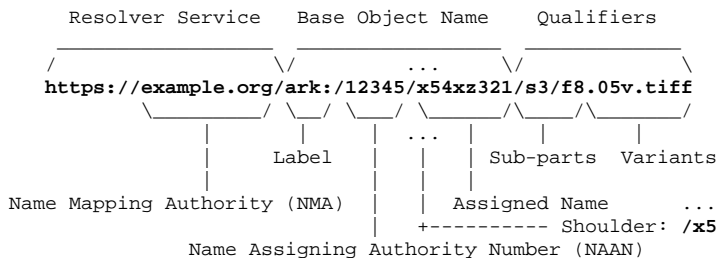 Resolver Service Base Object Name Qualifiers
...
https://example.org/ark:/12345/x54xz321/s3/f8.05v.tiff
...
Label Sub-parts Variants
Name Mapping Authority (NMA) Assigned Name ...
Shoulder: /x5
Name Assigning Authority Number (NAAN)